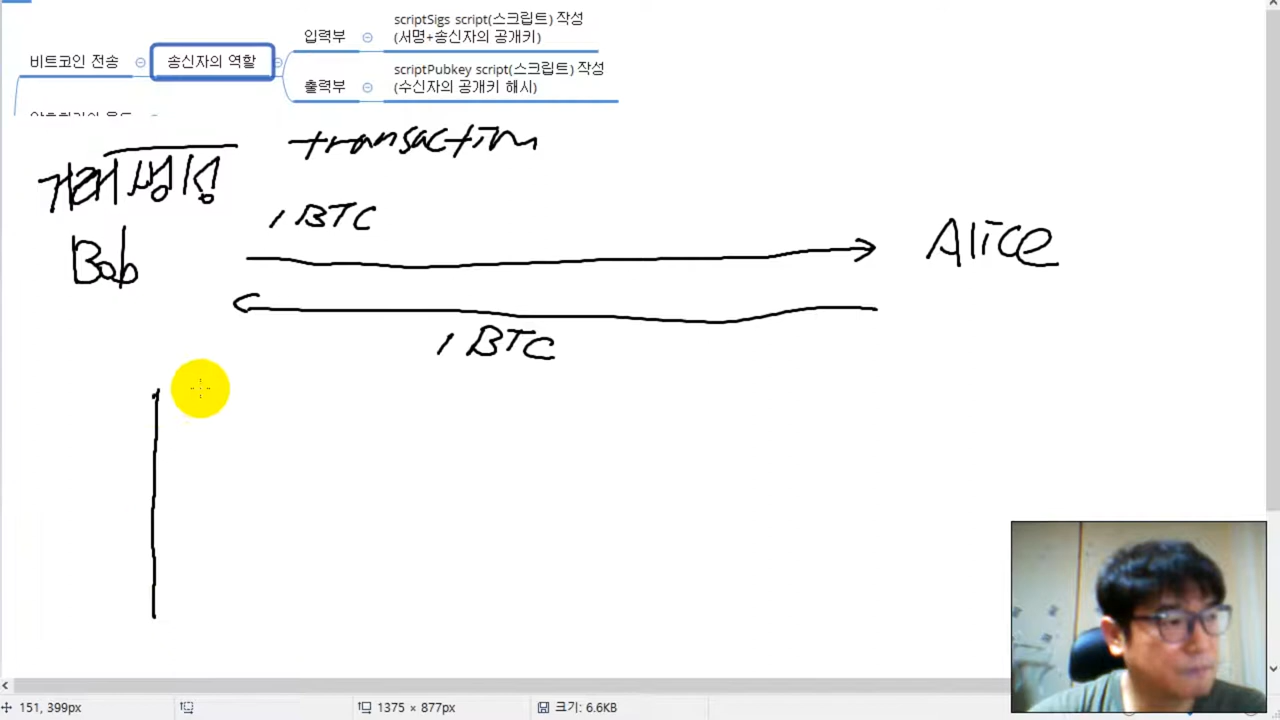 scriptSigs script(스크립트) 작성
입력부
(서명+송신자의 공개키)
비트코인 전송
송신자의 역할
scriptPubkey script(스크립트) 작성
출력부
(수신자의 공개키 해시)
transaction
거래 생성
1 BTC
Bob
Alice
1 BTC
151, 399px
1375 × 877px
크기: 6.6KB